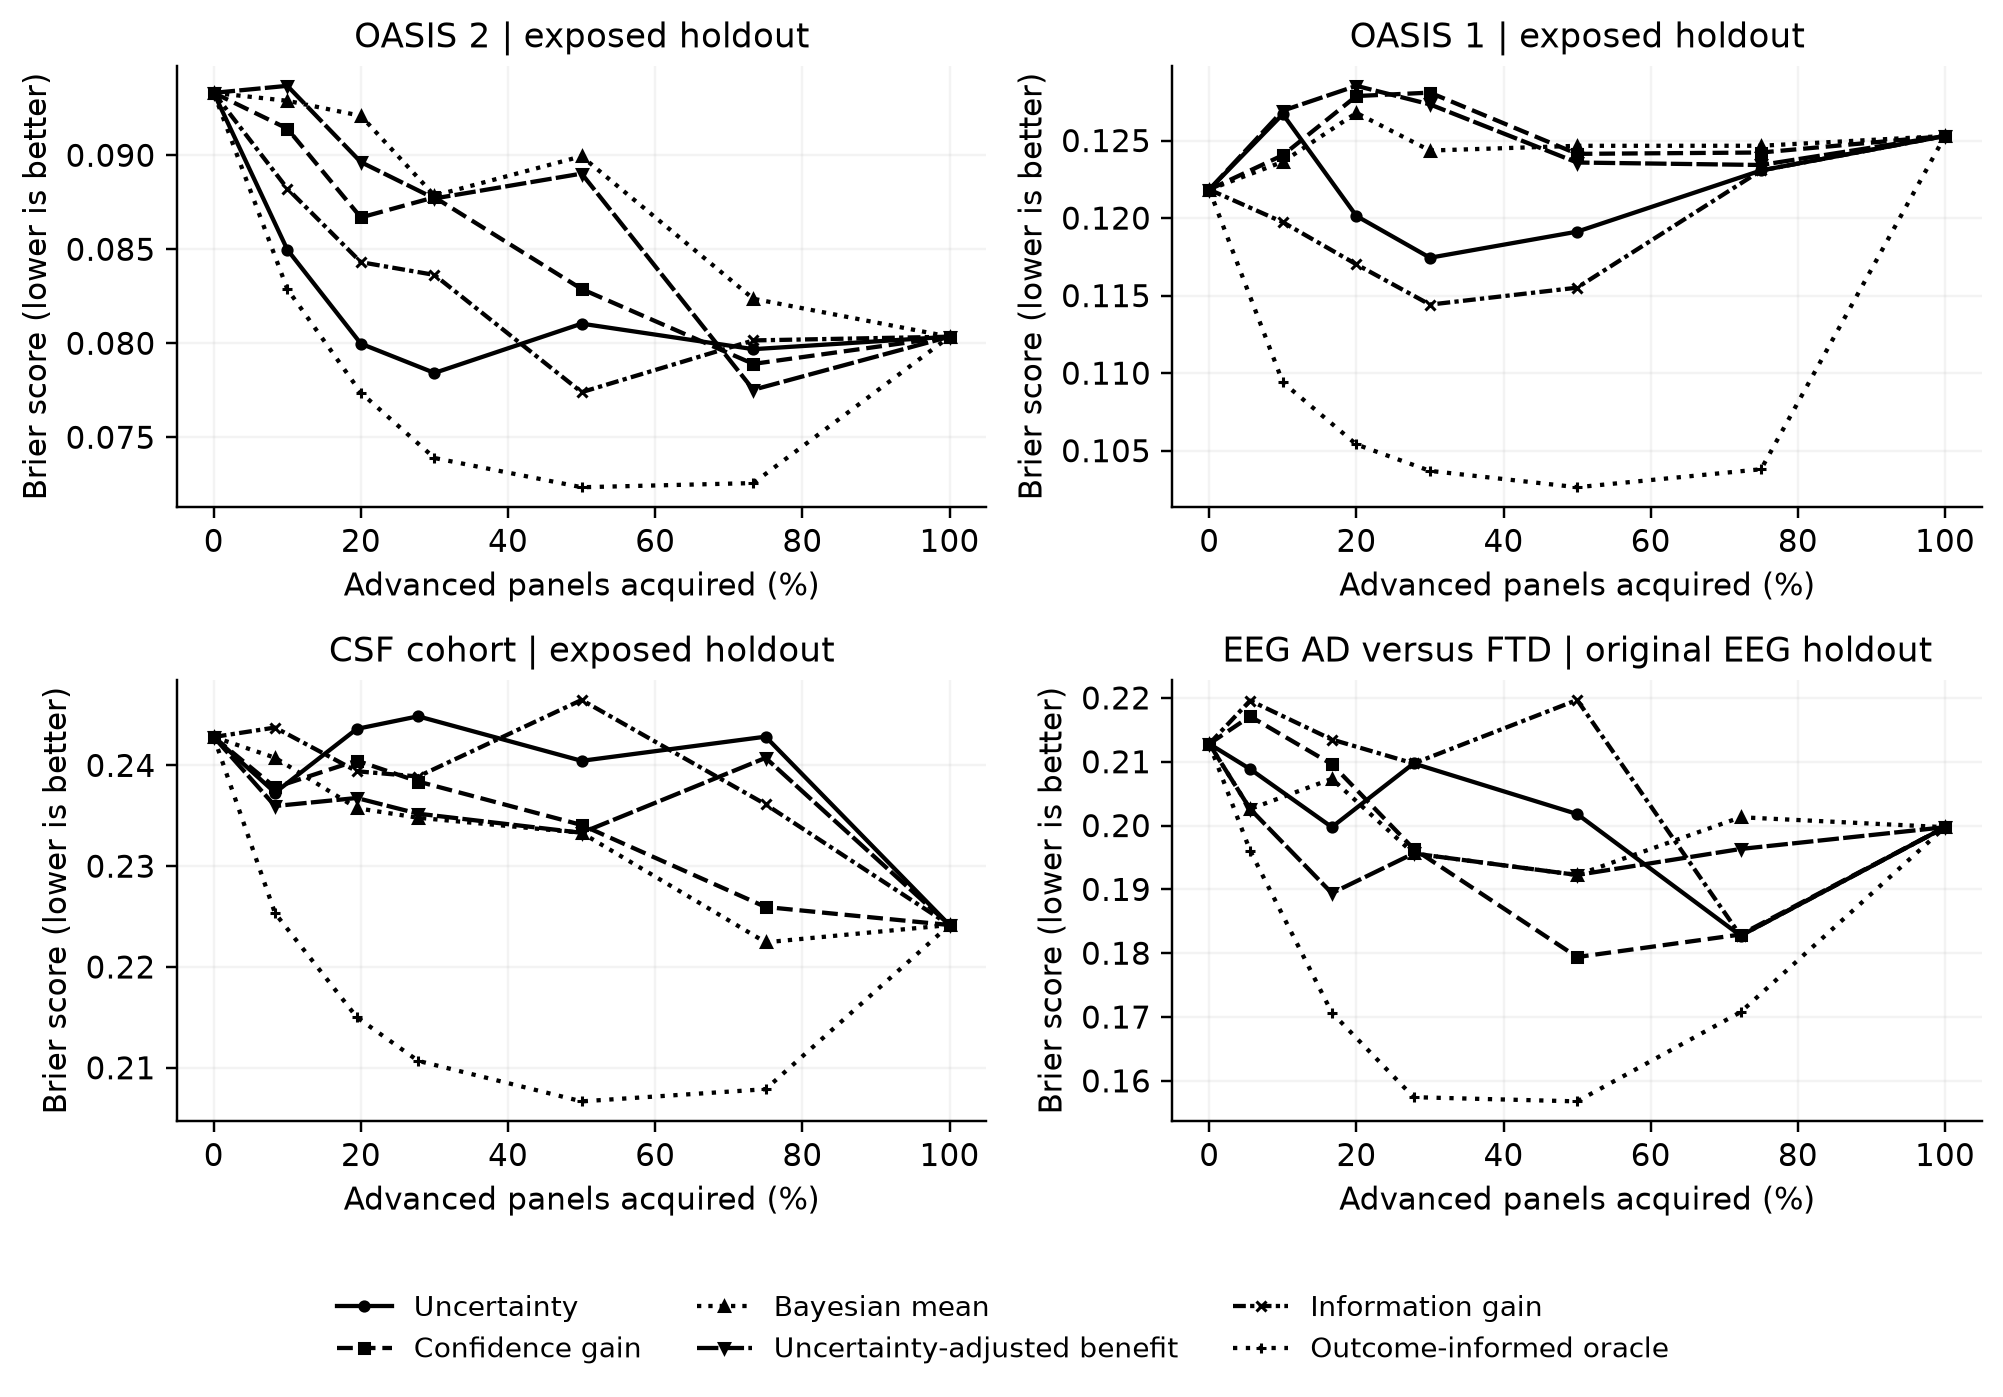 OASIS 2 | exposed holdout
Brier score (lower is better)
0.090
0.085
0.080
0.075
0 20 40 60 80 100
Advanced panels acquired (%)
OASIS 1 | exposed holdout
Brier score (lower is better)
0.125
0.120
0.115
0.110
0.105
0 20 40 60 80 100
Advanced panels acquired (%)
CSF cohort | exposed holdout
Brier score (lower is better)
0.24
0.23
0.22
0.21
0 20 40 60 80 100
Advanced panels acquired (%)
EEG AD versus FTD | original EEG holdout
Brier score (lower is better)
0.22
0.21
0.20
0.19
0.18
0.17
0.16
0 20 40 60 80 100
Advanced panels acquired (%)
Uncertainty
Confidence gain
Bayesian mean
Uncertainty-adjusted benefit
Information gain
Outcome-informed oracle